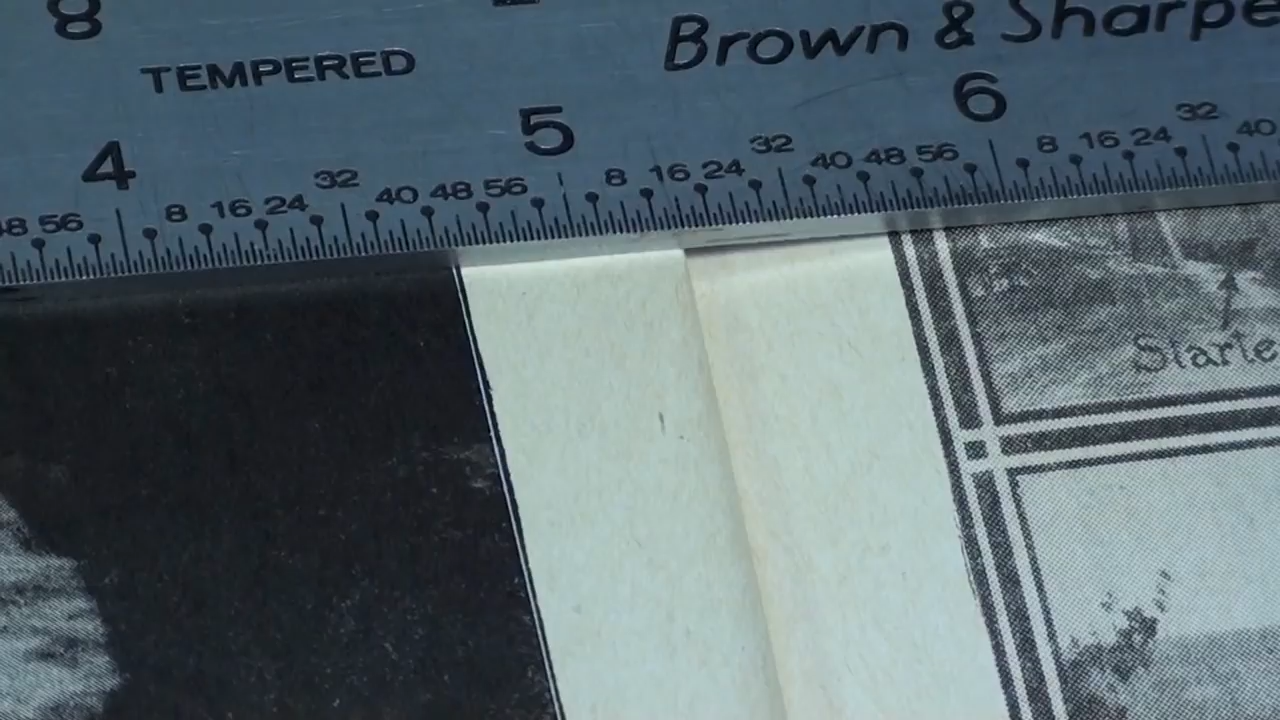 8
Brown & Sharpe
TEMPERED
4 5 6
48 56 8 16 24 32 40 48 56 8 16 24 32 40 48 56 8 16 24 32 40
Starte